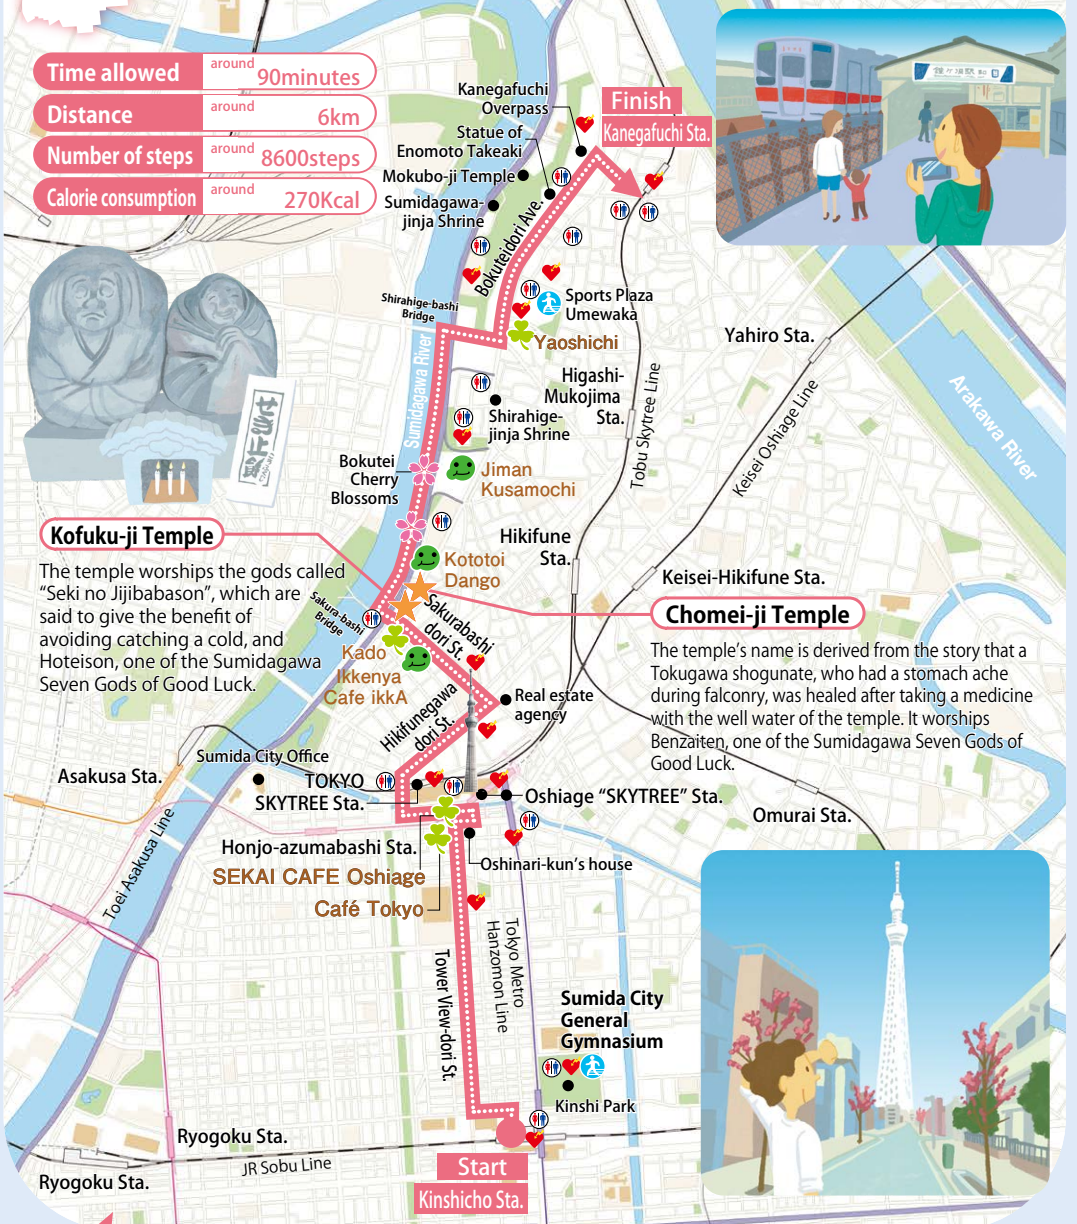 Time allowed
around 90minutes
Distance
around 6km
Number of steps
around 8600steps
Calorie consumption
around 270Kcal
Kanegafuchi
Overpass
Finish
Kanegafuchi Sta.
Statue of
Enomoto Takeaki
Mokubo-ji Temple
Sumidagawa-
jinja Shrine
Bokuteidori Ave.
Shirahige-bashi
Bridge
Sports Plaza
Umewaka
Yaoshichi
Yahiro Sta.
Sumidagawa River
Higashi-
Mukojima
Sta.
Tobu Skytree Line
Keisei Oshiage Line
Arakawa River
Shirahige-
jinja Shrine
Bokutei
Cherry
Blossoms
Jiman
Kusamochi
Kofuku-ji Temple
The temple worships the gods called
“Seki no Jijibabason”, which are
said to give the benefit of
avoiding catching a cold, and
Hoteison, one of the Sumidagawa
Seven Gods of Good Luck.
Hikifune
Sta.
Kototoi
Dango
Keisei-Hikifune Sta.
Sakura-bashi
Bridge
Sakurabashi
dori St.
Chomei-ji Temple
The temple’s name is derived from the story that a
Tokugawa shogunate, who had a stomach ache
during falconry, was healed after taking a medicine
with the well water of the temple. It worships
Benzaiten, one of the Sumidagawa Seven Gods of
Good Luck.
Kado
Ikkenya
Cafe ikkA
Hikifunegawa
dori St.
Real estate
agency
Sumida City Office
Asakusa Sta.
TOKYO
SKYTREE Sta.
Oshiage “SKYTREE” Sta.
Omurai Sta.
Toei Asakusa Line
Honjo-azumabashi Sta.
Oshinari-kun’s house
SEKAI CAFE Oshiage
Café Tokyo
Tokyo Metro
Hanzomon Line
Tower View-dori St.
Sumida City
General
Gymnasium
Kinshi Park
Ryogoku Sta.
JR Sobu Line
Ryogoku Sta.
Start
Kinshicho Sta.